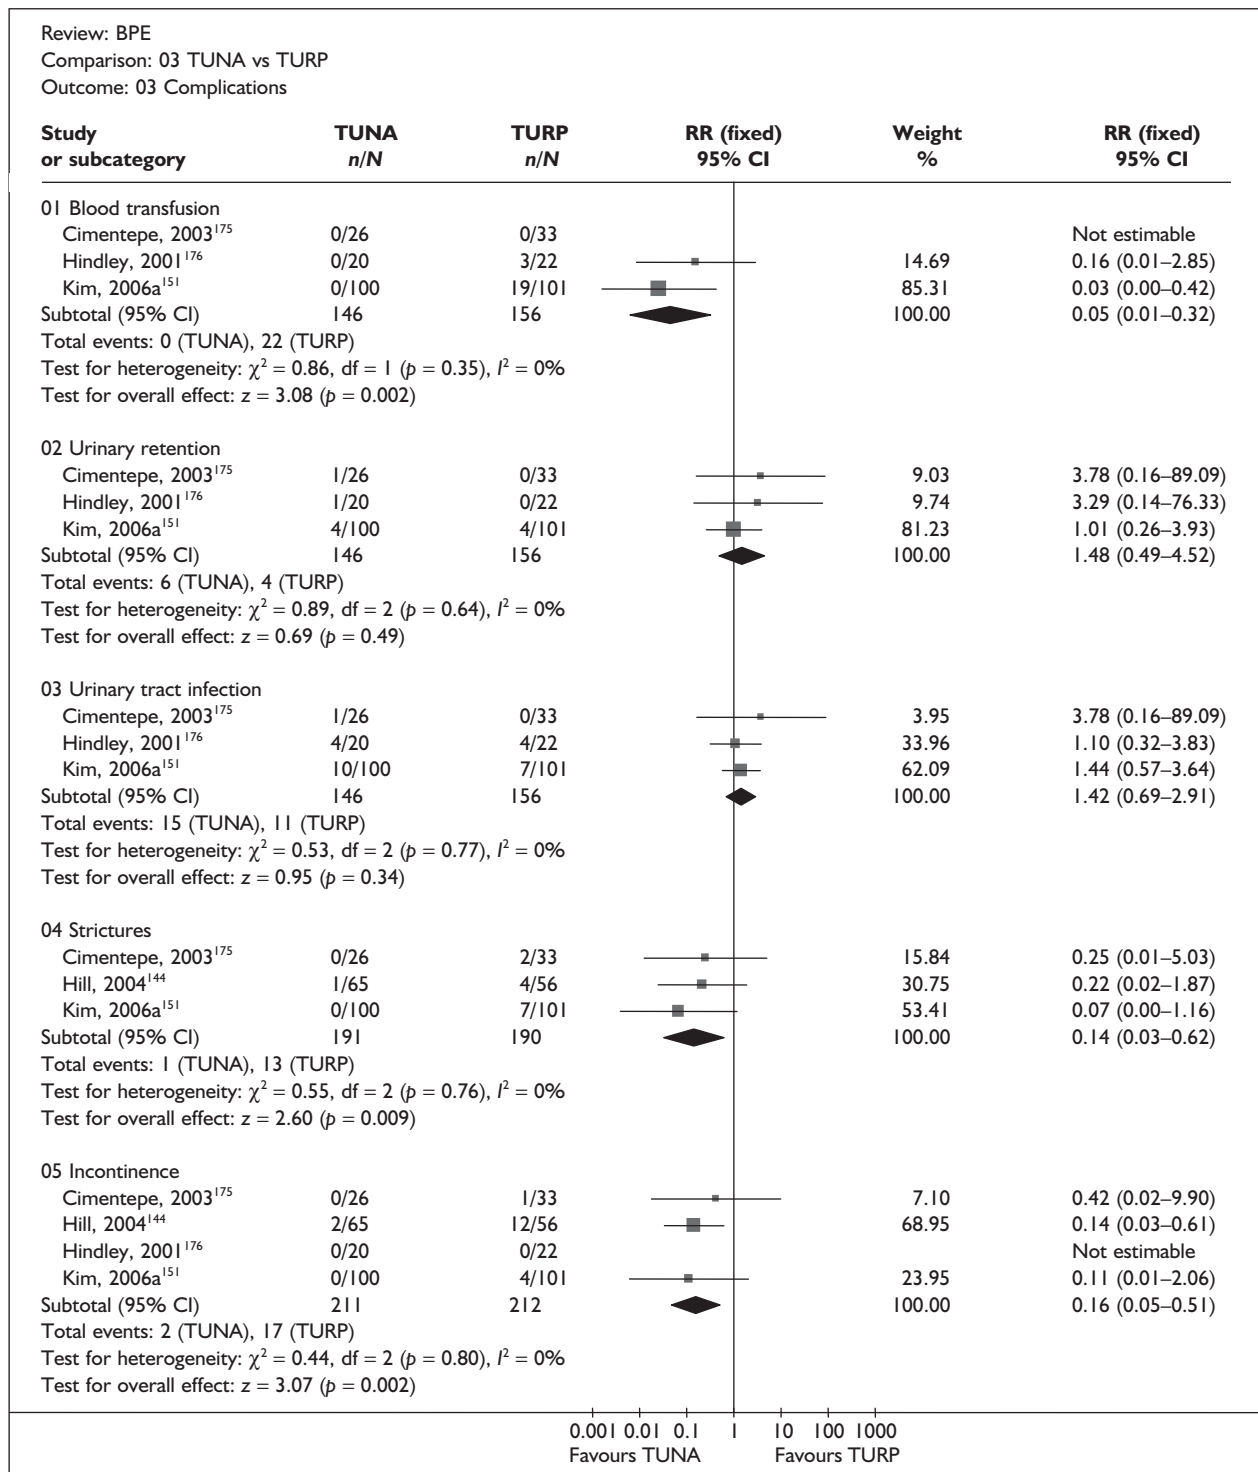 Review: BPE
Comparison: 03 TUNA vs TURP
Outcome: 03 Complications
Study TUNA TURP RR (fixed) Weight RR (fixed)
or subcategory n/N n/N 95% CI % 95% CI
01 Blood transfusion
Cimentepe, 2003¹⁷⁵ 0/26 0/33 Not estimable
Hindley, 2001¹⁷⁶ 0/20 3/22 14.69 0.16 (0.01–2.85)
Kim, 2006a¹⁵¹ 0/100 19/101 85.31 0.03 (0.00–0.42)
Subtotal (95% CI) 146 156 100.00 0.05 (0.01–0.32)
Total events: 0 (TUNA), 22 (TURP)
Test for heterogeneity: χ² = 0.86, df = 1 (p = 0.35), I² = 0%
Test for overall effect: z = 3.08 (p = 0.002)
02 Urinary retention
Cimentepe, 2003¹⁷⁵ 1/26 0/33 9.03 3.78 (0.16–89.09)
Hindley, 2001¹⁷⁶ 1/20 0/22 9.74 3.29 (0.14–76.33)
Kim, 2006a¹⁵¹ 4/100 4/101 81.23 1.01 (0.26–3.93)
Subtotal (95% CI) 146 156 100.00 1.48 (0.49–4.52)
Total events: 6 (TUNA), 4 (TURP)
Test for heterogeneity: χ² = 0.89, df = 2 (p = 0.64), I² = 0%
Test for overall effect: z = 0.69 (p = 0.49)
03 Urinary tract infection
Cimentepe, 2003¹⁷⁵ 1/26 0/33 3.95 3.78 (0.16–89.09)
Hindley, 2001¹⁷⁶ 4/20 4/22 33.96 1.10 (0.32–3.83)
Kim, 2006a¹⁵¹ 10/100 7/101 62.09 1.44 (0.57–3.64)
Subtotal (95% CI) 146 156 100.00 1.42 (0.69–2.91)
Total events: 15 (TUNA), 11 (TURP)
Test for heterogeneity: χ² = 0.53, df = 2 (p = 0.77), I² = 0%
Test for overall effect: z = 0.95 (p = 0.34)
04 Strictures
Cimentepe, 2003¹⁷⁵ 0/26 2/33 15.84 0.25 (0.01–5.03)
Hill, 2004¹⁴⁴ 1/65 4/56 30.75 0.22 (0.02–1.87)
Kim, 2006a¹⁵¹ 0/100 7/101 53.41 0.07 (0.00–1.16)
Subtotal (95% CI) 191 190 100.00 0.14 (0.03–0.62)
Total events: 1 (TUNA), 13 (TURP)
Test for heterogeneity: χ² = 0.55, df = 2 (p = 0.76), I² = 0%
Test for overall effect: z = 2.60 (p = 0.009)
05 Incontinence
Cimentepe, 2003¹⁷⁵ 0/26 1/33 7.10 0.42 (0.02–9.90)
Hill, 2004¹⁴⁴ 2/65 12/56 68.95 0.14 (0.03–0.61)
Hindley, 2001¹⁷⁶ 0/20 0/22 Not estimable
Kim, 2006a¹⁵¹ 0/100 4/101 23.95 0.11 (0.01–2.06)
Subtotal (95% CI) 211 212 100.00 0.16 (0.05–0.51)
Total events: 2 (TUNA), 17 (TURP)
Test for heterogeneity: χ² = 0.44, df = 2 (p = 0.80), I² = 0%
Test for overall effect: z = 3.07 (p = 0.002)
0.001 0.01 0.1 1 10 100 1000
Favours TUNA Favours TURP